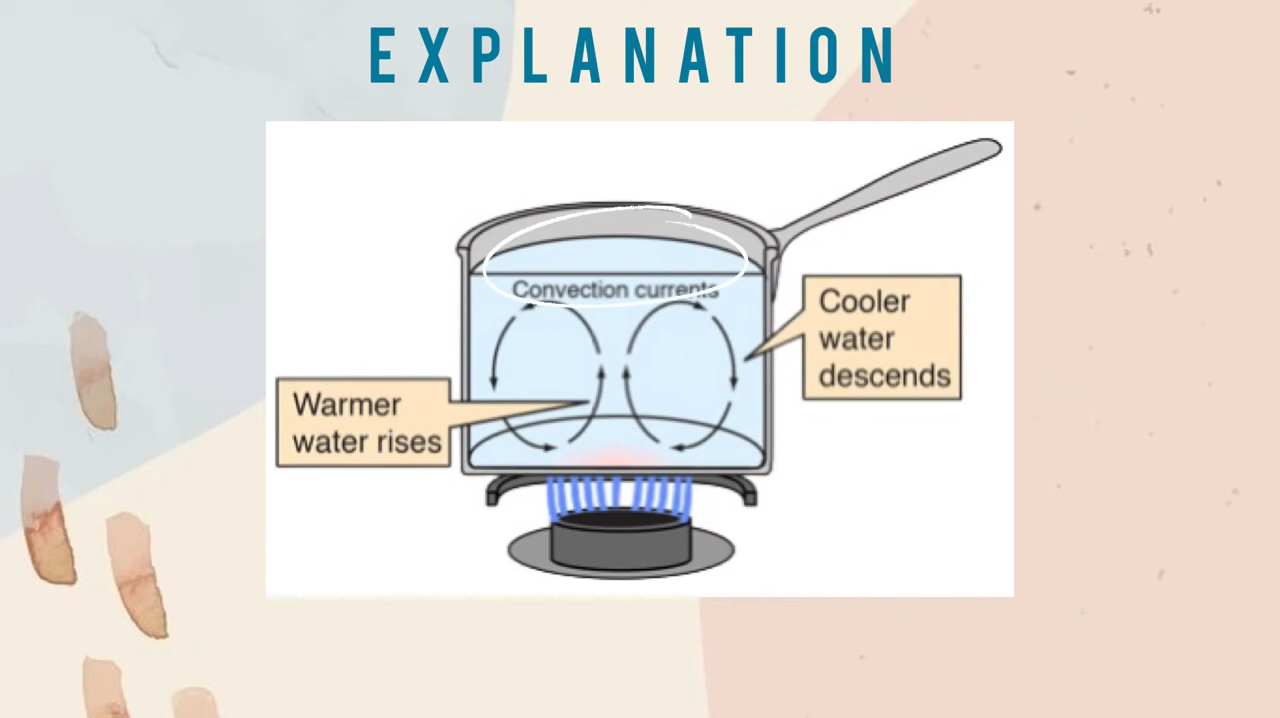 EXPLANATION
Convection currents
Cooler
water
descends
Warmer
water rises